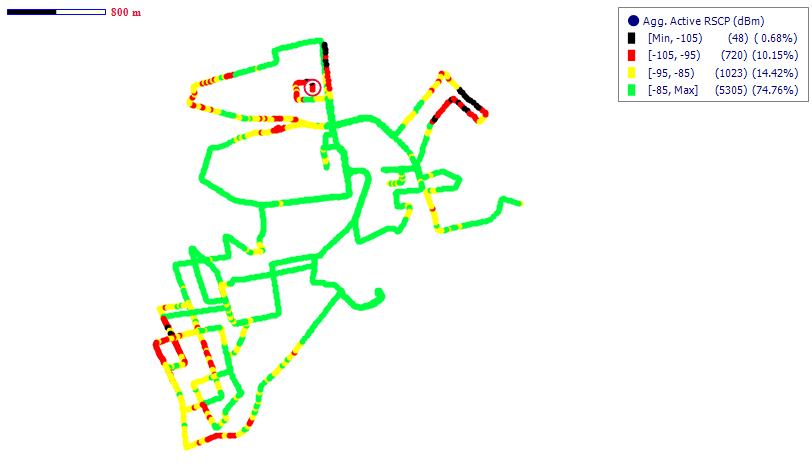 800 m
Agg. Active RSCP (dBm)
[Min, -105) (48) ( 0.68%)
[-105, -95) (720) (10.15%)
[-95, -85) (1023) (14.42%)
[-85, Max] (5305) (74.76%)